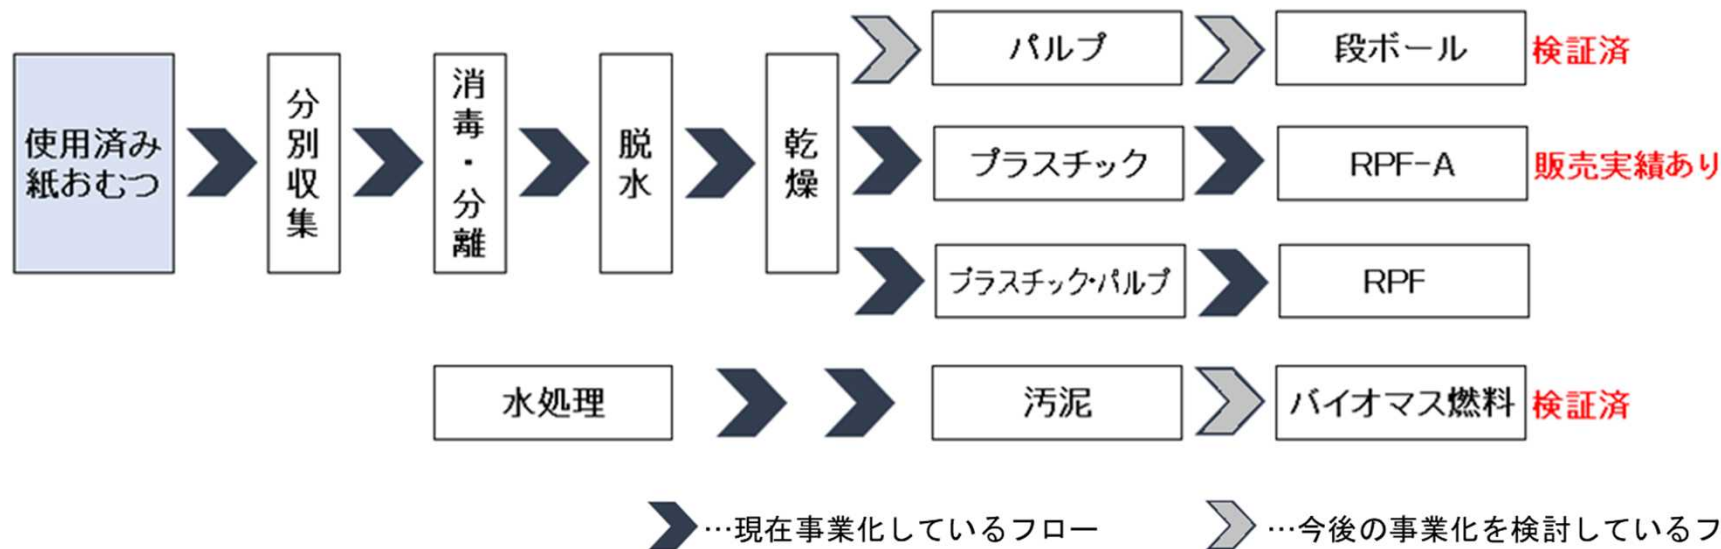 使用済み
紙おむつ
分別収集
消毒・分離
脱水
乾燥
パルプ
段ボール
検証済
プラスチック
RPF-A
販売実績あり
プラスチック・パルプ
RPF
水処理
汚泥
バイオマス燃料
検証済
…現在事業化しているフロー
…今後の事業化を検討しているフ